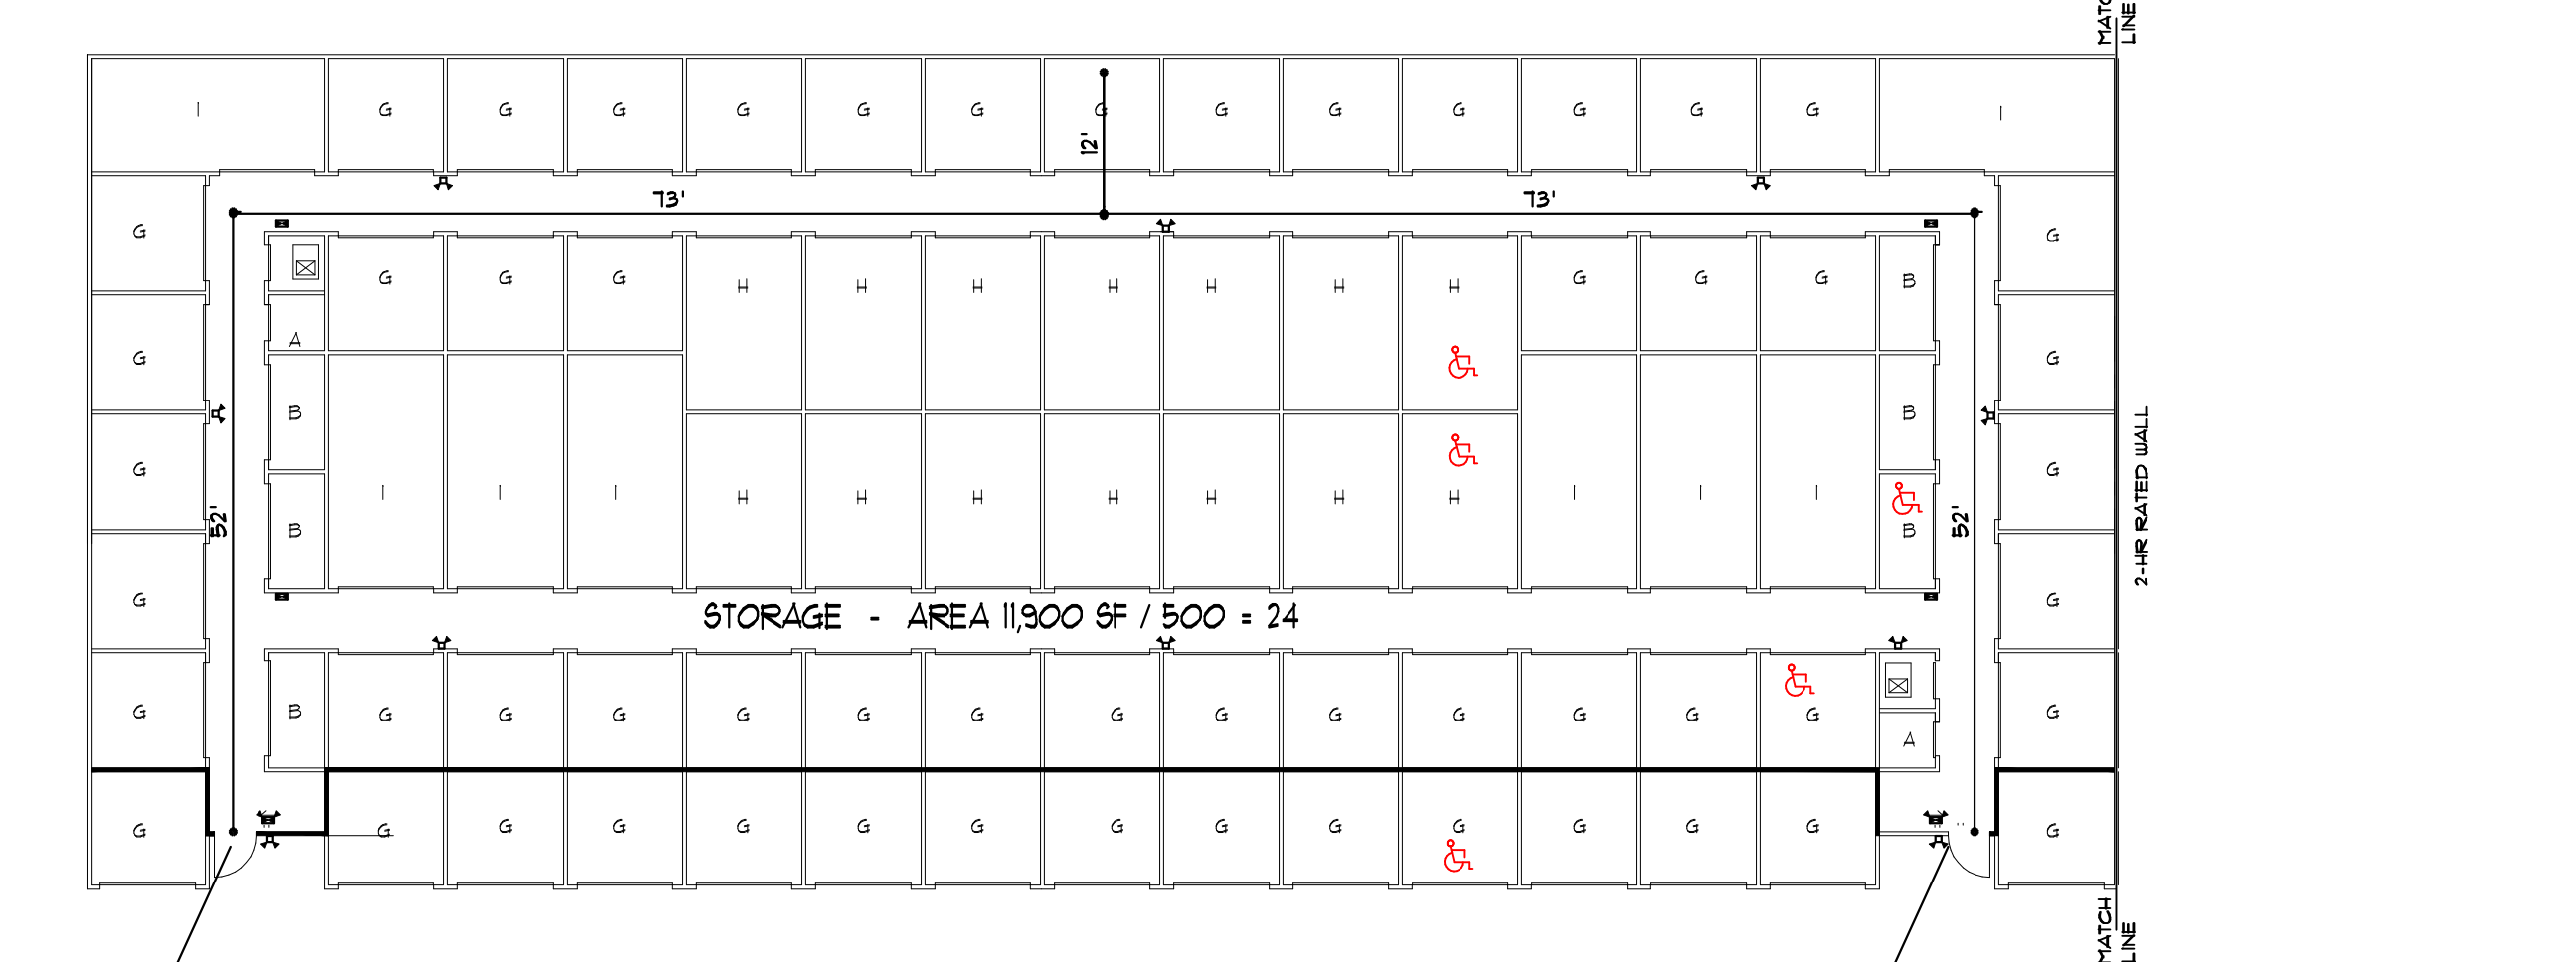 MATCH
LINE
I G G G G G G G G G G G G G I
12'
73' 73'
G G
G G G H H H H H H H G G G B
A
G G
B B
G I I I H H H H H H H I I I G
52' B B 52'
2-HR RATED WALL
G G
STORAGE - AREA 11,900 SF / 500 = 24
G B G G G G G G G G G G G G G G
A
G G G G G G G G G G G G G G G
MATCH
LINE